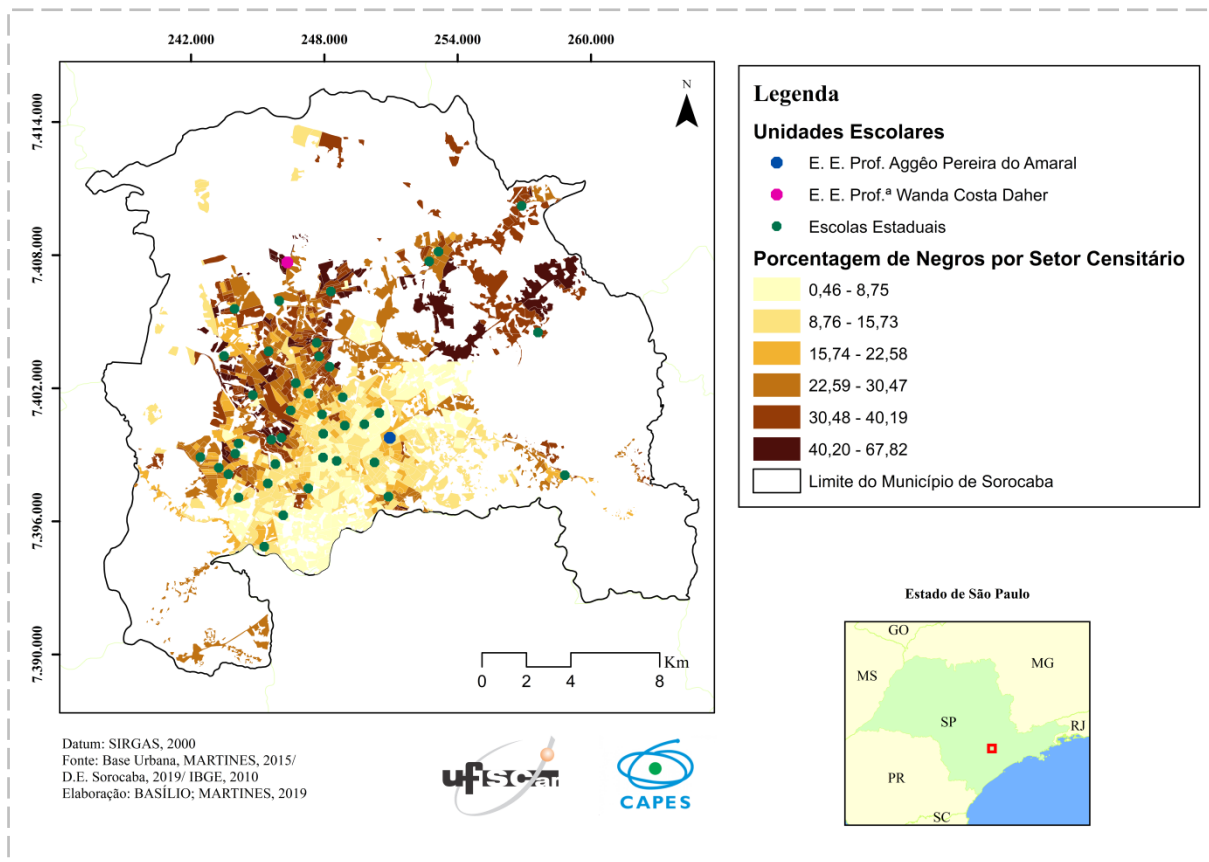 242.000
248.000
254.000
260.000
7.414.000
7.408.000
7.402.000
7.396.000
7.390.000
N
Km
0 2 4 8
Legenda
Unidades Escolares
E. E. Prof. Aggêo Pereira do Amaral
E. E. Prof.ª Wanda Costa Daher
Escolas Estaduais
Porcentagem de Negros por Setor Censitário
0,46 - 8,75
8,76 - 15,73
15,74 - 22,58
22,59 - 30,47
30,48 - 40,19
40,20 - 67,82
Limite do Município de Sorocaba
Estado de São Paulo
GO
MG
MS
SP
RJ
PR
SC
Datum: SIRGAS, 2000
Fonte: Base Urbana, MARTINES, 2015/
D.E. Sorocaba, 2019/ IBGE, 2010
Elaboração: BASÍLIO; MARTINES, 2019
ufscar
CAPES